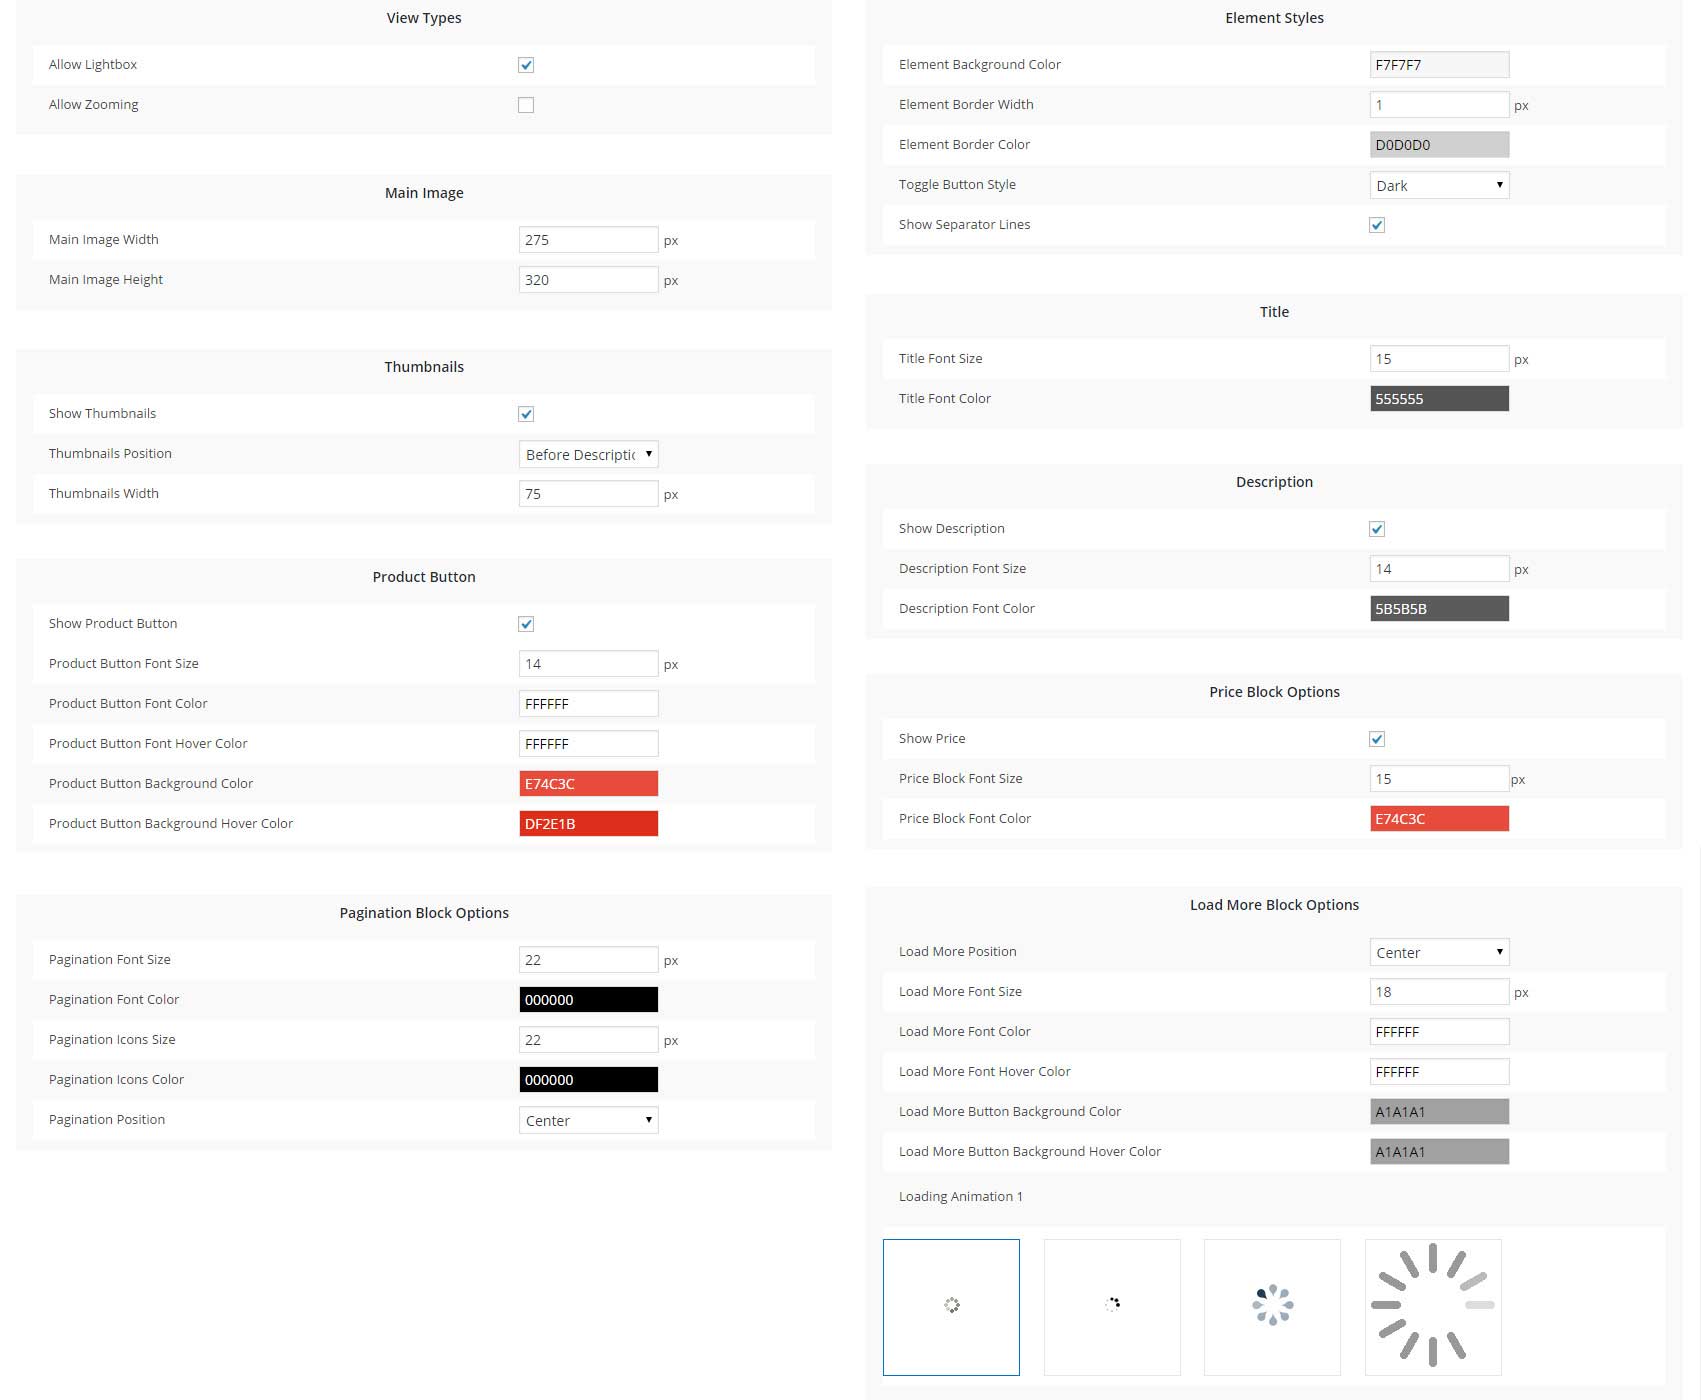 View Types
Allow Lightbox
Allow Zooming
Main Image
Main Image Width 275 px
Main Image Height 320 px
Thumbnails
Show Thumbnails
Thumbnails Position Before Descriptic
Thumbnails Width 75 px
Product Button
Show Product Button
Product Button Font Size 14 px
Product Button Font Color FFFFFF
Product Button Font Hover Color FFFFFF
Product Button Background Color E74C3C
Product Button Background Hover Color DF2E1B
Pagination Block Options
Pagination Font Size 22 px
Pagination Font Color 000000
Pagination Icons Size 22 px
Pagination Icons Color 000000
Pagination Position Center
Element Styles
Element Background Color F7F7F7
Element Border Width 1 px
Element Border Color D0D0D0
Toggle Button Style Dark
Show Separator Lines
Title
Title Font Size 15 px
Title Font Color 555555
Description
Show Description
Description Font Size 14 px
Description Font Color 5B5B5B
Price Block Options
Show Price
Price Block Font Size 15 px
Price Block Font Color E74C3C
Load More Block Options
Load More Position Center
Load More Font Size 18 px
Load More Font Color FFFFFF
Load More Font Hover Color FFFFFF
Load More Button Background Color A1A1A1
Load More Button Background Hover Color A1A1A1
Loading Animation 1